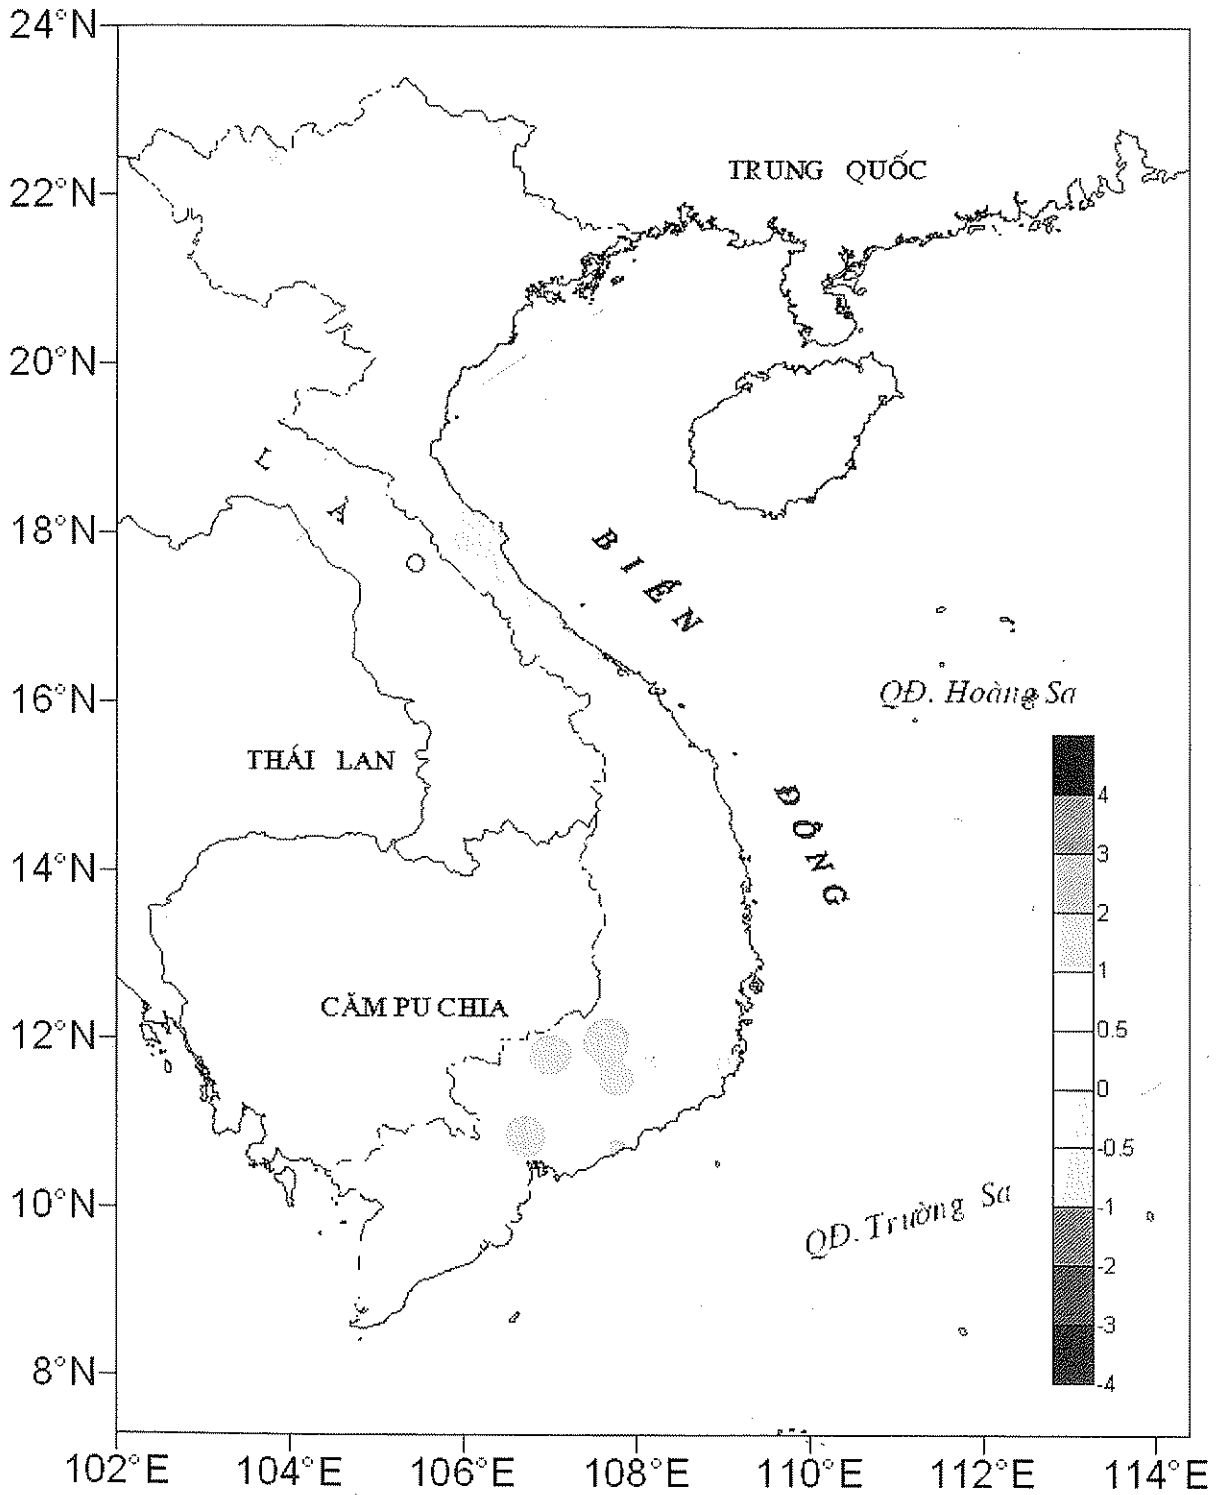 24°N
TRUNG QUỐC
22°N
20°N
L
A
O
18°N
BIỂN
16°N
QĐ. Hoàng Sa
THÁI LAN
4
ĐÔNG
3
14°N
2
1
CĂM PU CHIA
0.5
12°N
0
-0.5
10°N
QĐ. Trường Sa
-1
-2
-3
8°N
-4
102°E 104°E 106°E 108°E 110°E 112°E 114°E